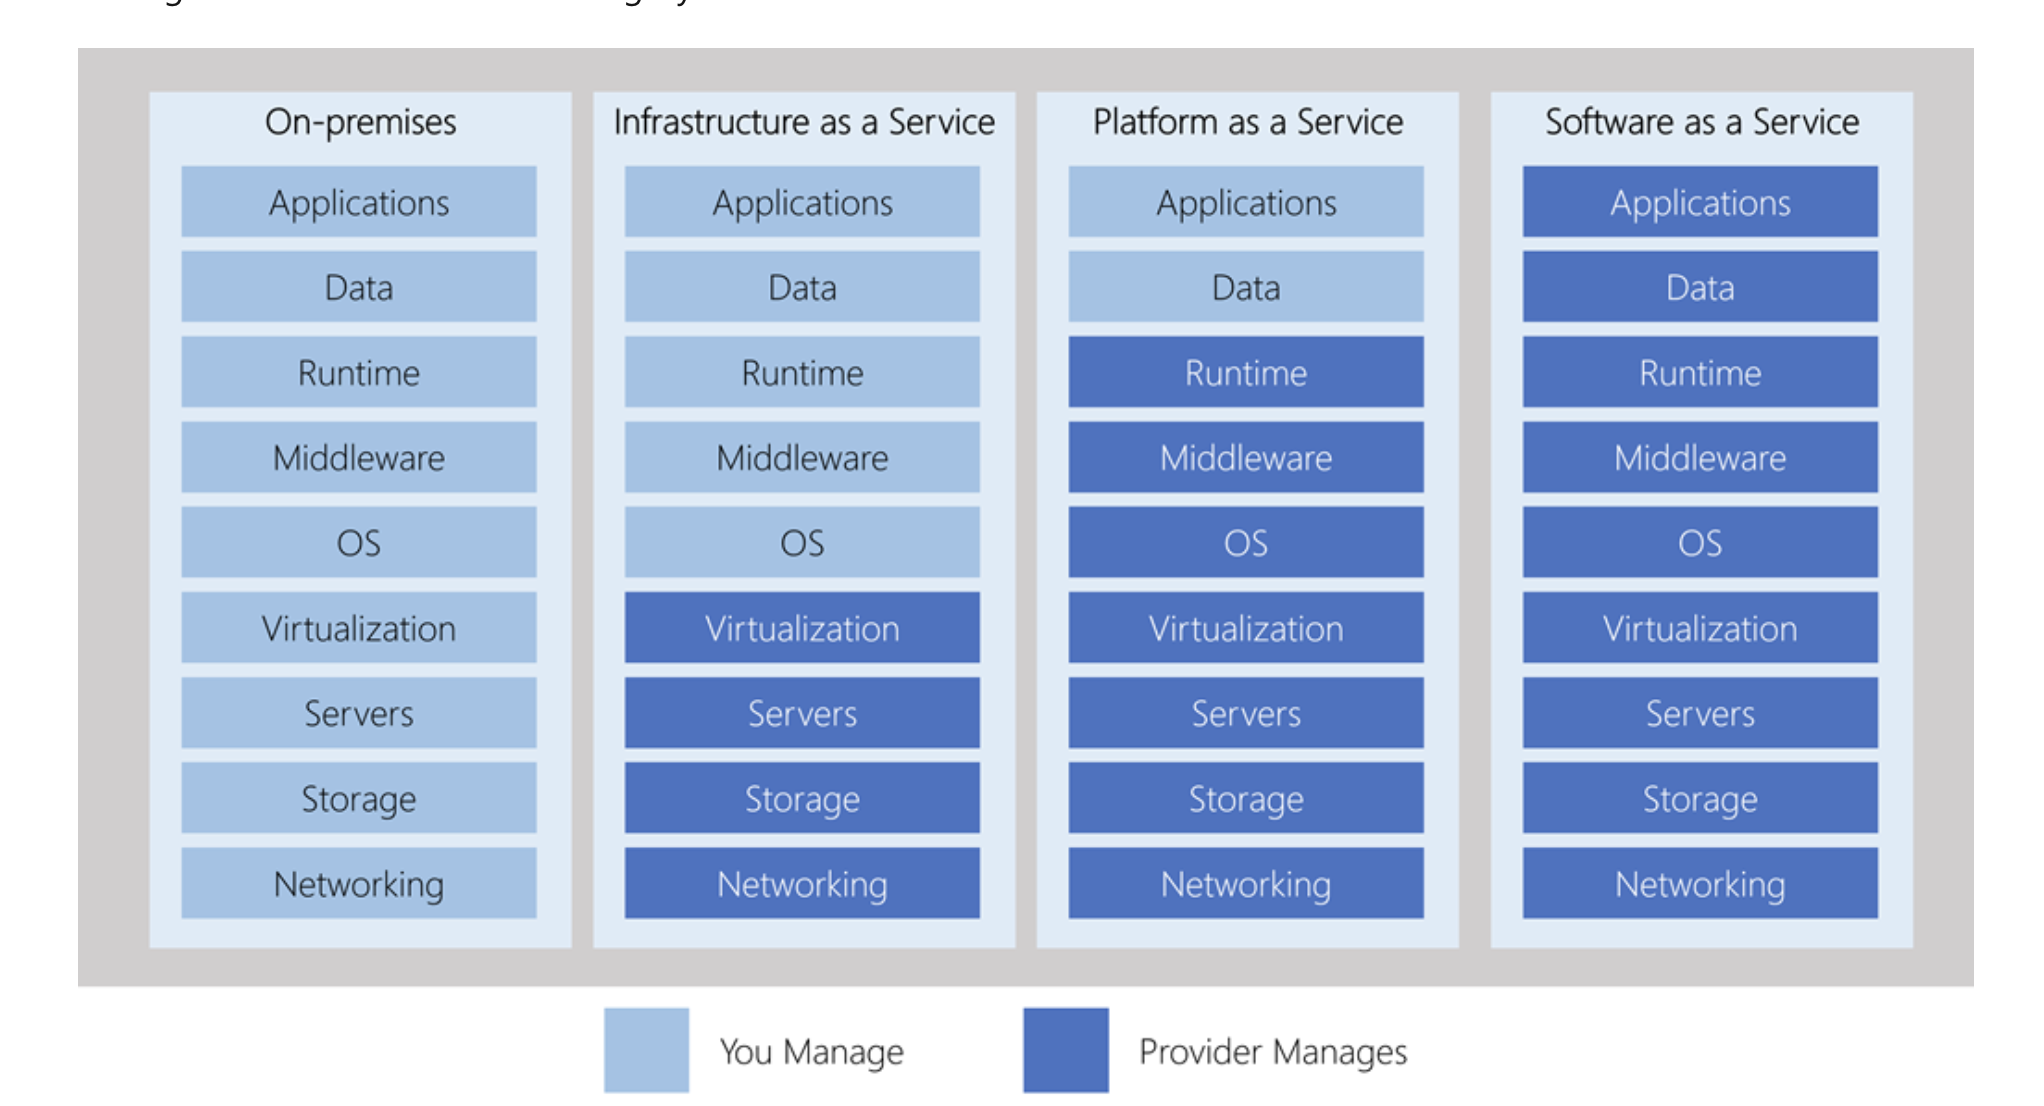 On-premises
Applications
Data
Runtime
Middleware
OS
Virtualization
Servers
Storage
Networking
Infrastructure as a Service
Applications
Data
Runtime
Middleware
OS
Virtualization
Servers
Storage
Networking
Platform as a Service
Applications
Data
Runtime
Middleware
OS
Virtualization
Servers
Storage
Networking
Software as a Service
Applications
Data
Runtime
Middleware
OS
Virtualization
Servers
Storage
Networking
You Manage
Provider Manages